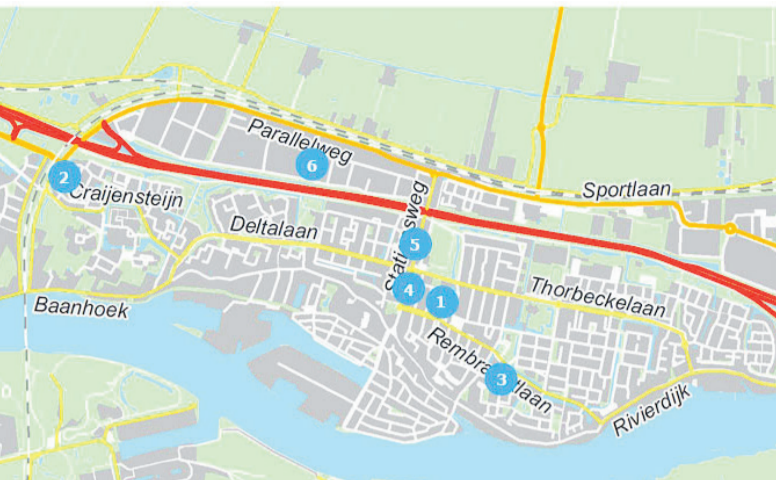 Parallelweg
6
2
Craijensteijn
Sportlaan
Deltalaan
5
Baanhoek
4
1
Thorbeckelaan
3
Rivierdijk